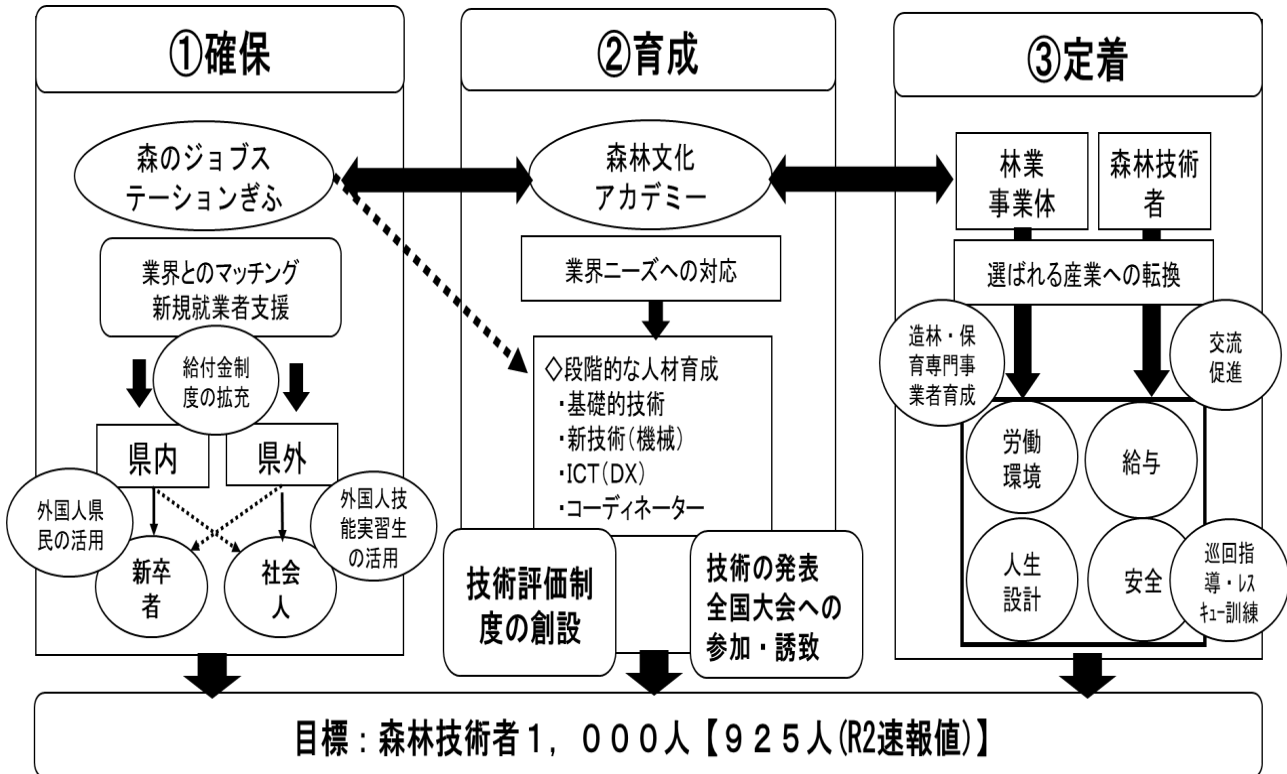 ①確保
森のジョブス
テーションぎふ
業界とのマッチング
新規就業者支援
給付金制
度の拡充
県内
県外
外国人県
民の活用
外国人技
能実習生
の活用
新卒
者
社会
人
②育成
森林文化
アカデミー
業界ニーズへの対応
◇段階的な人材育成
・基礎的技術
・新技術(機械)
・ICT(DX)
・コーディネーター
技術評価制
度の創設
技術の発表
全国大会への
参加・誘致
③定着
林業
事業体
森林技術
者
選ばれる産業への転換
造林・保
育専門事
業者育成
交流
促進
労働
環境
給与
人生
設計
安全
巡回指
導・レス
キュー訓練
目標：森林技術者１，０００人【９２５人(R2速報値)】